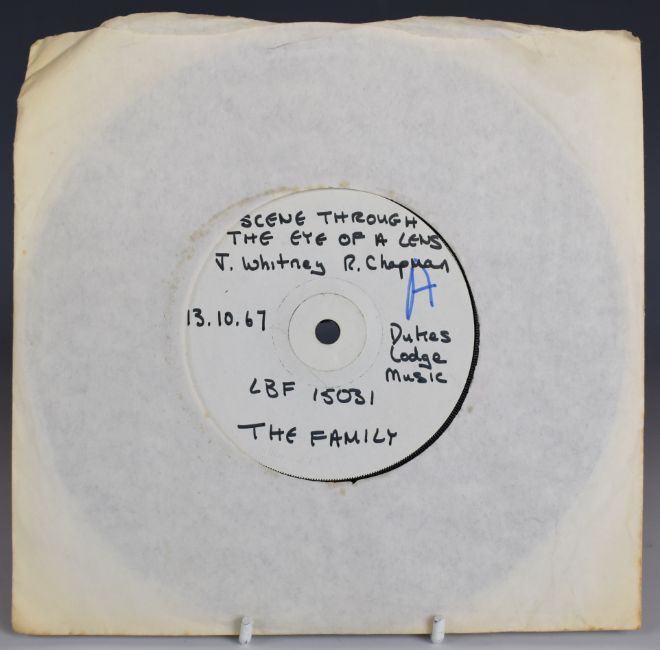 SCENE THROUGH
THE EYE OF A LENS
J. Whitney R. Chapman
A
13.10.67
Dukes
Lodge
Music
LBF 15031
THE FAMILY